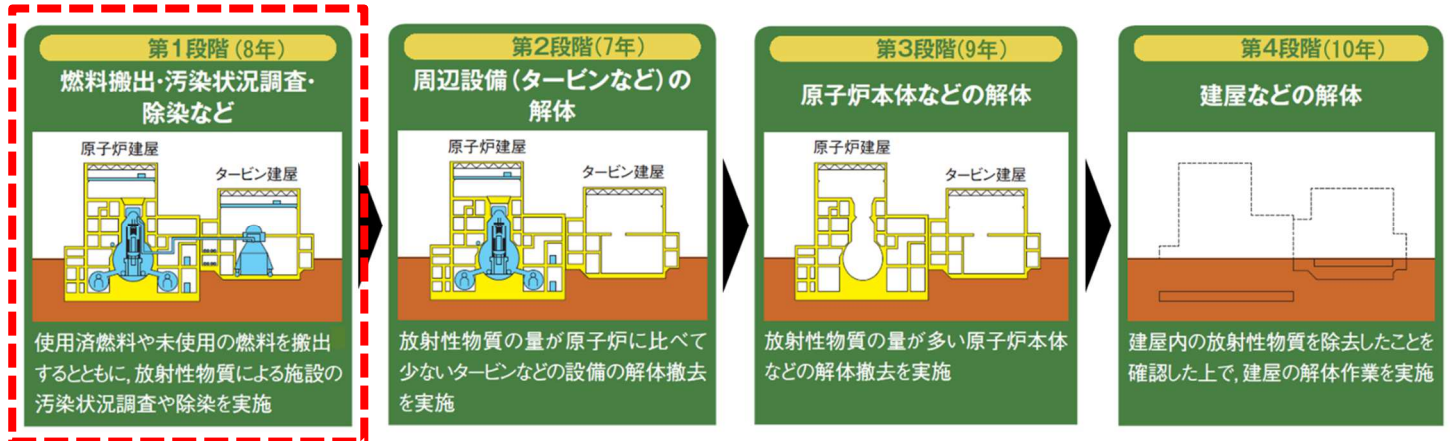 第1段階(8年)
燃料搬出・汚染状況調査・
除染など
原子炉建屋
タービン建屋
使用済燃料や未使用の燃料を搬出
するとともに,放射性物質による施設の
汚染状況調査や除染を実施
第2段階(7年)
周辺設備(タービンなど)の
解体
原子炉建屋
タービン建屋
放射性物質の量が原子炉に比べて
少ないタービンなどの設備の解体撤去
を実施
第3段階(9年)
原子炉本体などの解体
原子炉建屋
タービン建屋
放射性物質の量が多い原子炉本体
などの解体撤去を実施
第4段階(10年)
建屋などの解体
建屋内の放射性物質を除去したことを
確認した上で,建屋の解体作業を実施